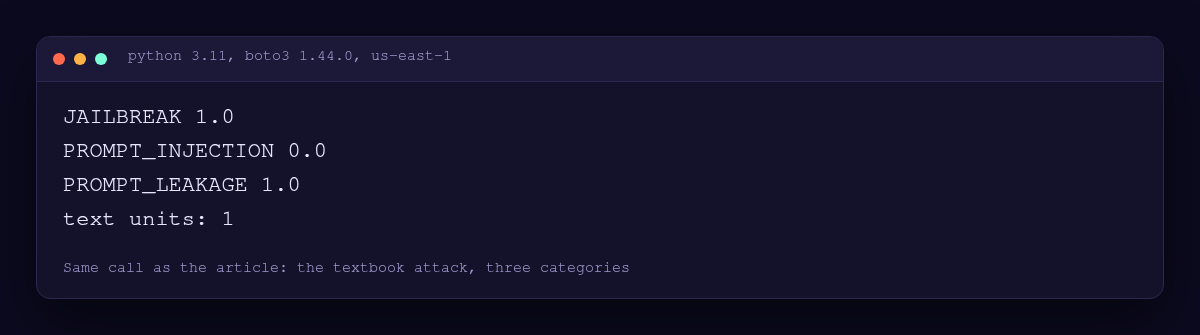 python 3.11, boto3 1.44.0, us-east-1
JAILBREAK 1.0
PROMPT_INJECTION 0.0
PROMPT_LEAKAGE 1.0
text units: 1
Same call as the article: the textbook attack, three categories